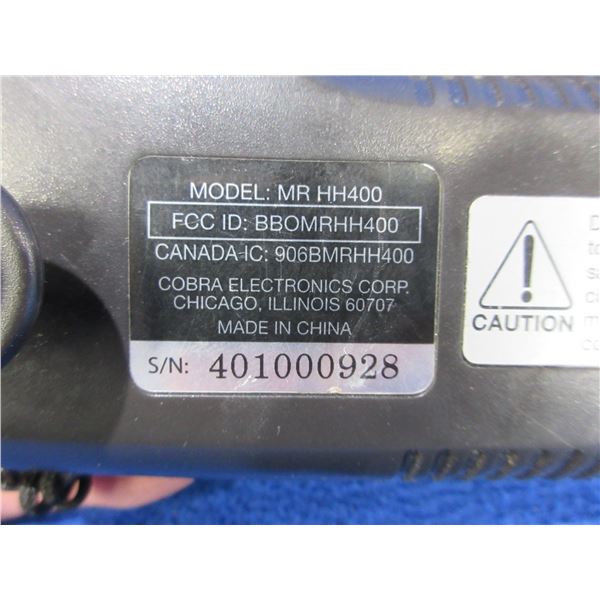 MODEL: MR HH400
FCC ID: BBOMRHH400
CANADA-IC: 906BMRHH400
COBRA ELECTRONICS CORP.
CHICAGO, ILLINOIS 60707
MADE IN CHINA
S/N: 401000928
CAUTION